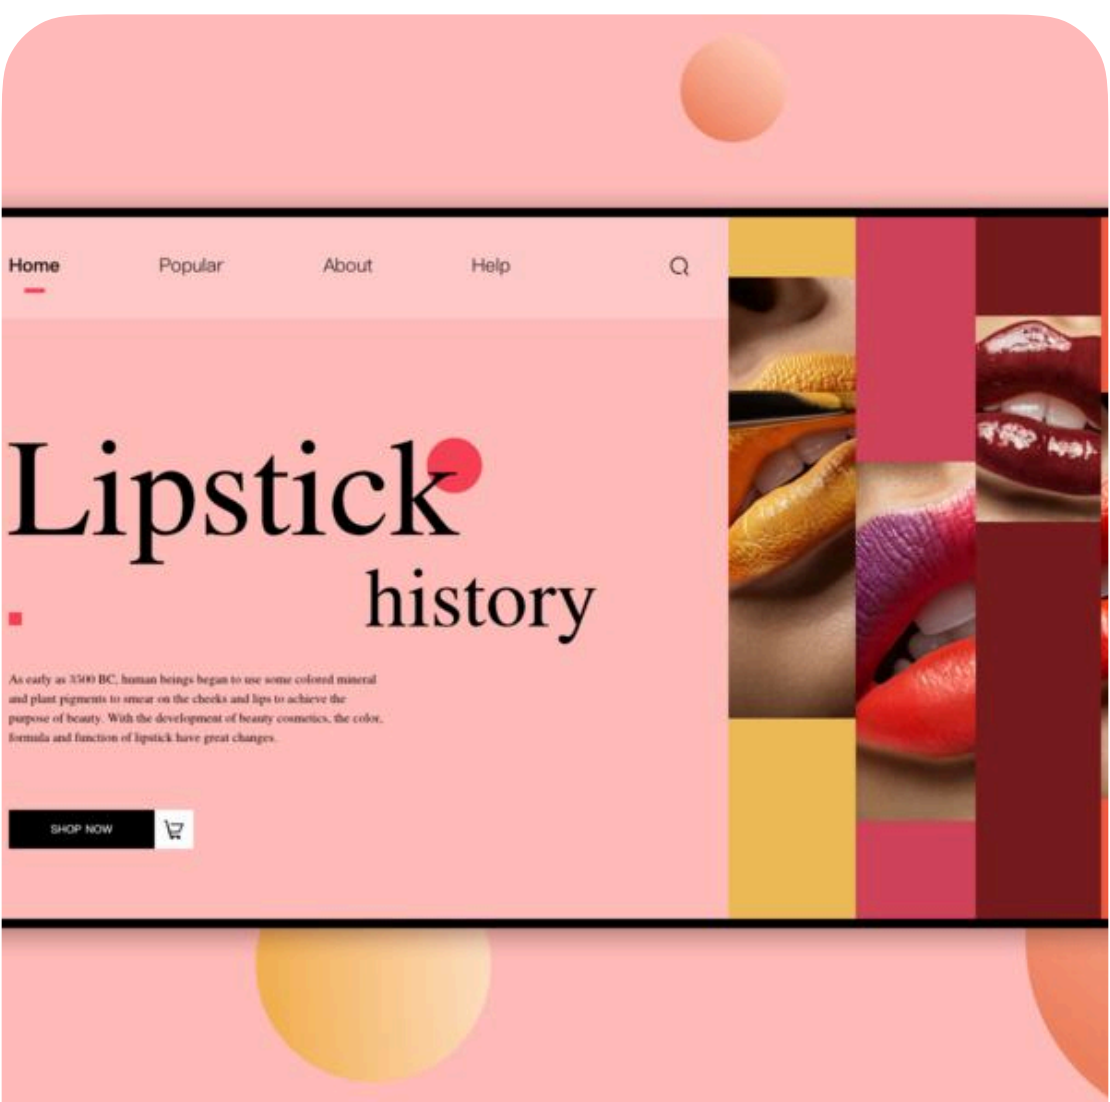 Home Popular About Help
Lipstick
history
As early as 3500 BC, human beings began to use some colored mineral
and plant pigments to smear on the cheeks and lips to achieve the
purpose of beauty. With the development of beauty cosmetics, the color,
formula and function of lipstick have great changes.
SHOP NOW